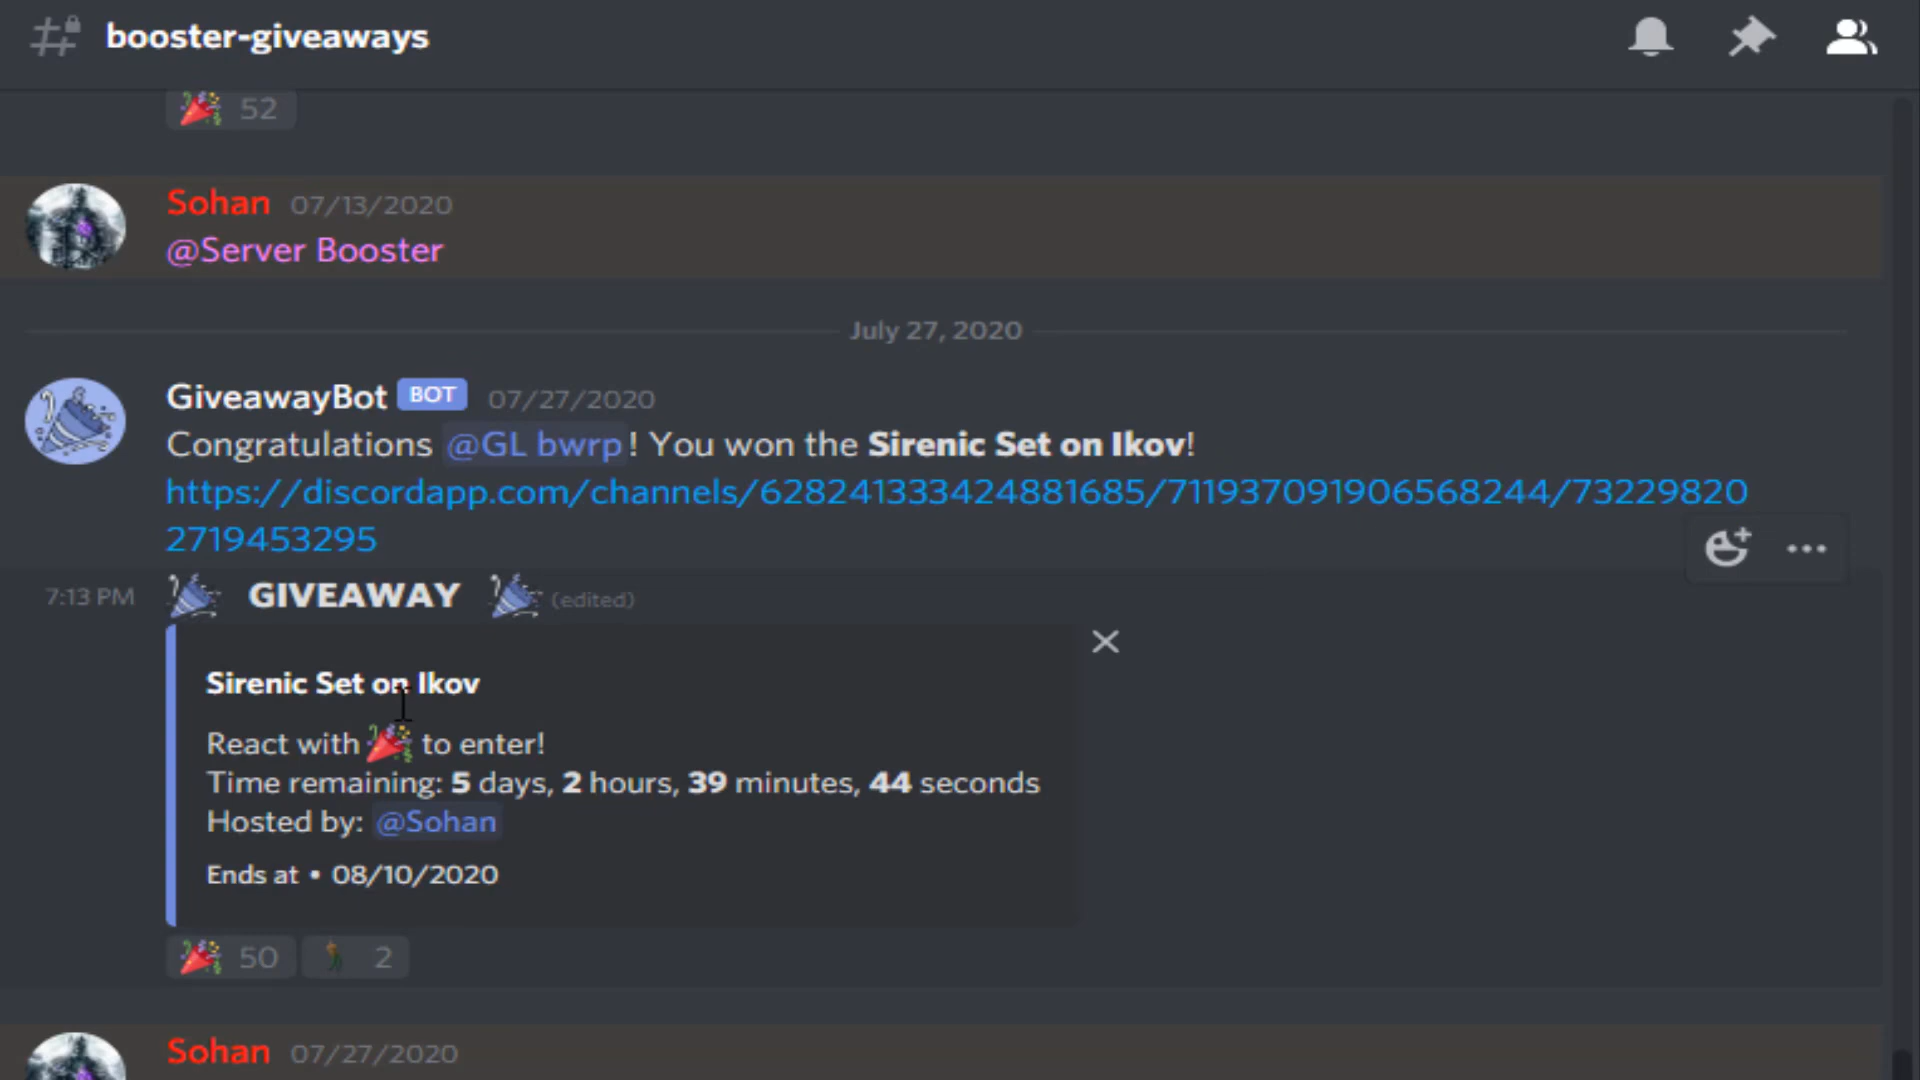 booster-giveaways
52
Sohan 07/13/2020
@Server Booster
July 27, 2020
GiveawayBot BOT 07/27/2020
Congratulations @GL bwrp! You won the Sirenic Set on Ikov!
https://discordapp.com/channels/628241333424881685/711937091906568244/73229820
2719453295
7:13 PM GIVEAWAY (edited)
Sirenic Set on Ikov
React with 🎉 to enter!
Time remaining: 5 days, 2 hours, 39 minutes, 44 seconds
Hosted by: @Sohan
Ends at • 08/10/2020
50 2
Sohan 07/27/2020